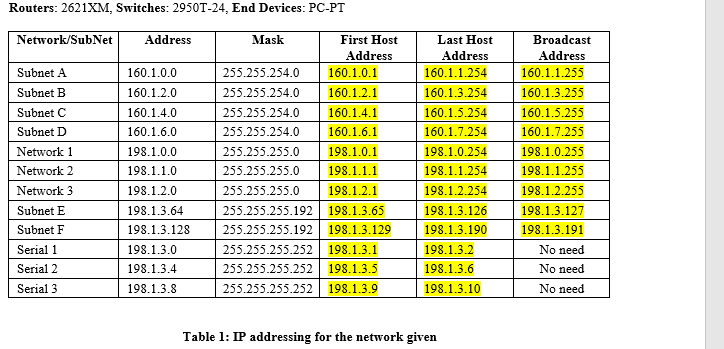 Routers: 2621XM, Switches: 2950T-24, End Devices: PC-PT
Network/SubNet Address Mask First Host Address Last Host Address Broadcast Address
Subnet A 160.1.0.0 255.255.254.0 160.1.0.1 160.1.1.254 160.1.1.255
Subnet B 160.1.2.0 255.255.254.0 160.1.2.1 160.1.3.254 160.1.3.255
Subnet C 160.1.4.0 255.255.254.0 160.1.4.1 160.1.5.254 160.1.5.255
Subnet D 160.1.6.0 255.255.254.0 160.1.6.1 160.1.7.254 160.1.7.255
Network 1 198.1.0.0 255.255.255.0 198.1.0.1 198.1.0.254 198.1.0.255
Network 2 198.1.1.0 255.255.255.0 198.1.1.1 198.1.1.254 198.1.1.255
Network 3 198.1.2.0 255.255.255.0 198.1.2.1 198.1.2.254 198.1.2.255
Subnet E 198.1.3.64 255.255.255.192 198.1.3.65 198.1.3.126 198.1.3.127
Subnet F 198.1.3.128 255.255.255.192 198.1.3.129 198.1.3.190 198.1.3.191
Serial 1 198.1.3.0 255.255.255.252 198.1.3.1 198.1.3.2 No need
Serial 2 198.1.3.4 255.255.255.252 198.1.3.5 198.1.3.6 No need
Serial 3 198.1.3.8 255.255.255.252 198.1.3.9 198.1.3.10 No need
Table 1: IP addressing for the network given